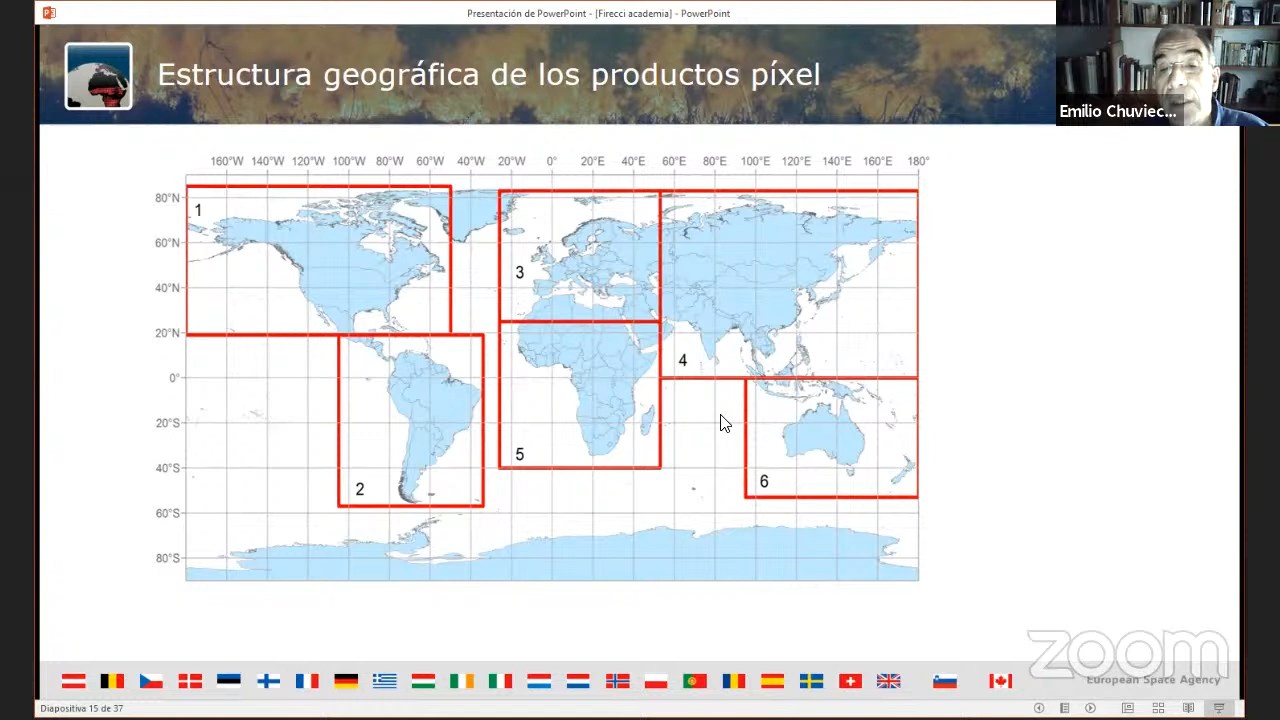 Presentación de PowerPoint - [Firecci academia] - PowerPoint
Estructura geográfica de los productos píxel
Emilio Chuviec...
160°W 140°W 120°W 100°W 80°W 60°W 40°W 20°W 0° 20°E 40°E 60°E 80°E 100°E 120°E 140°E 160°E 180°
80°N
1
60°N
3
40°N
20°N
4
0°
20°S
5
40°S
6
2
60°S
80°S
zoom
European Space Agency
Diapositiva 15 de 37